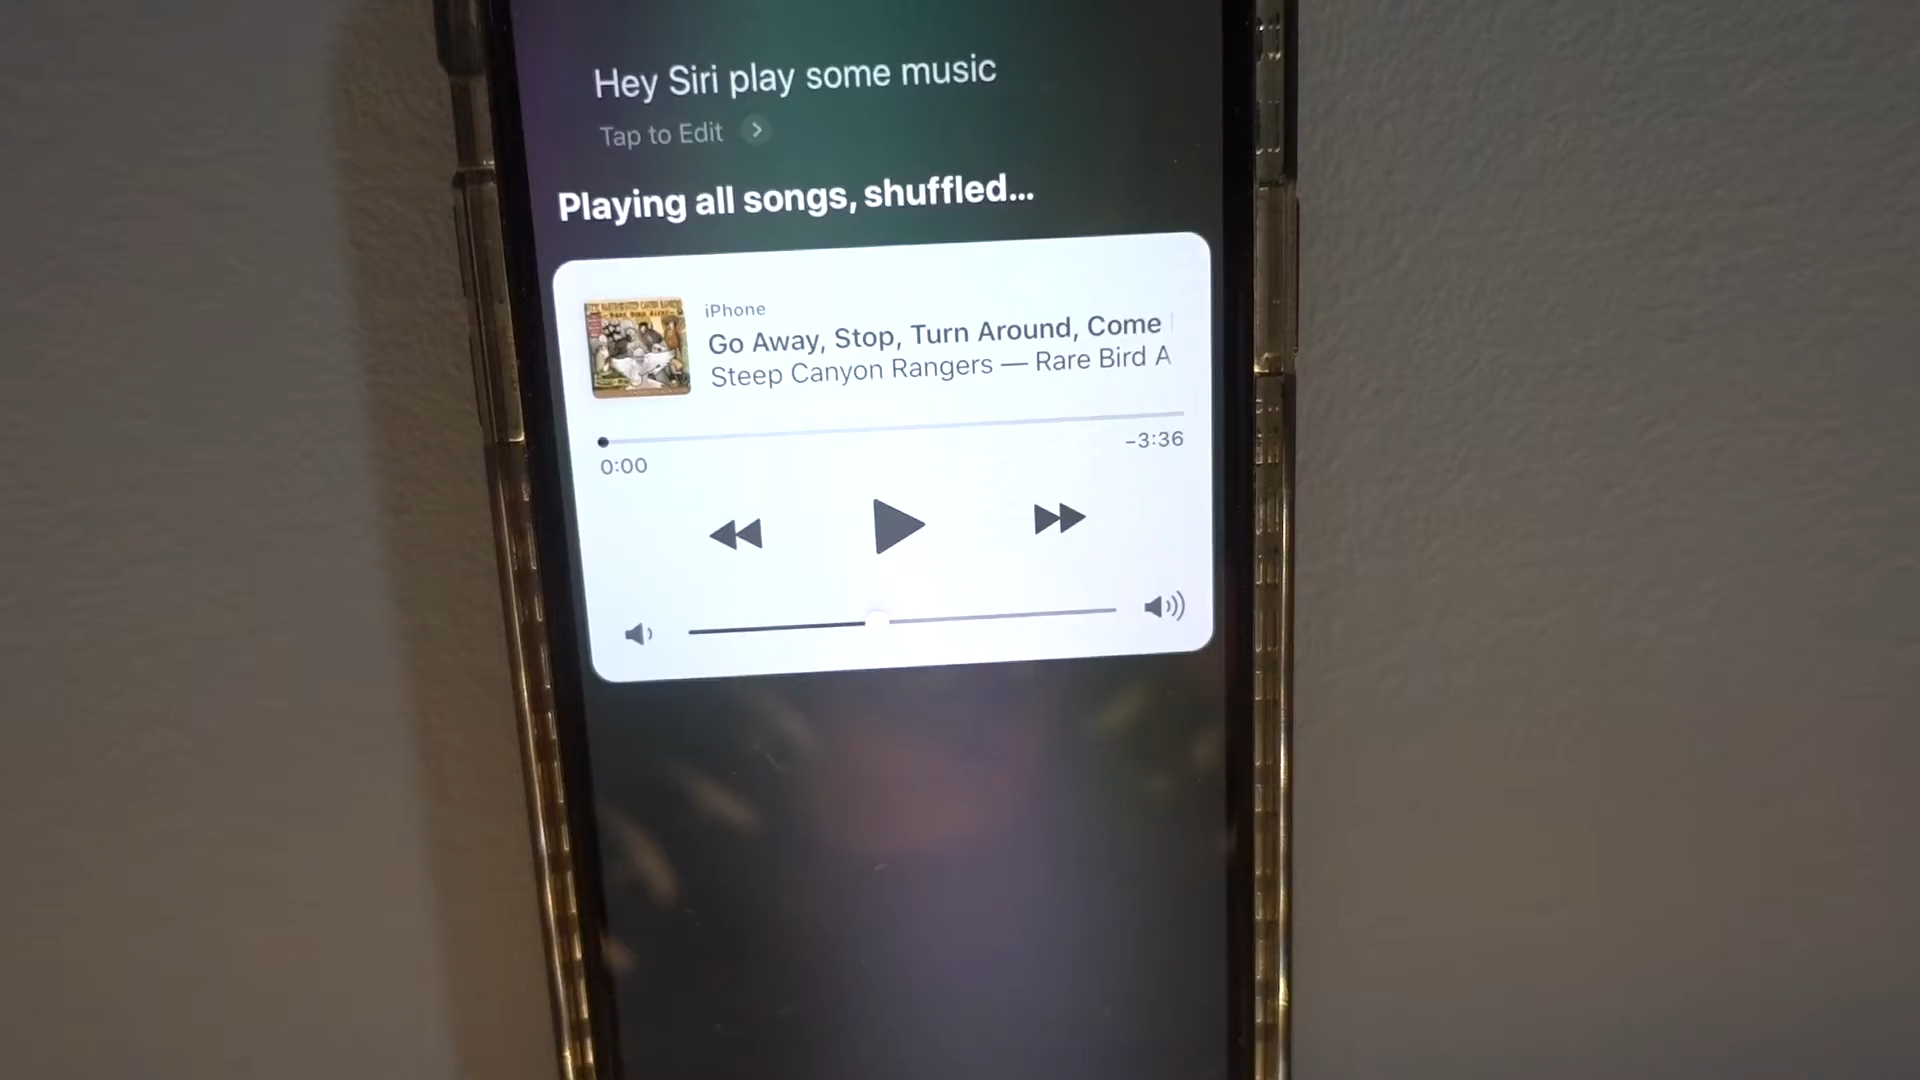 Hey Siri play some music
Tap to Edit
Playing all songs, shuffled...
iPhone
Go Away, Stop, Turn Around, Come
Steep Canyon Rangers — Rare Bird A
0:00
-3:36